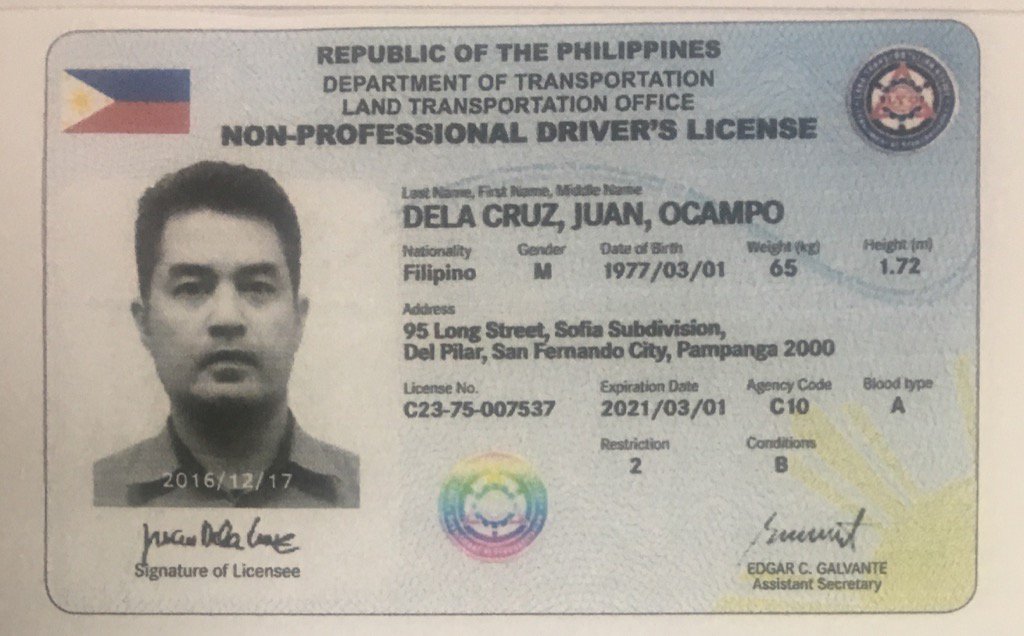 REPUBLIC OF THE PHILIPPINES
DEPARTMENT OF TRANSPORTATION
LAND TRANSPORTATION OFFICE
NON-PROFESSIONAL DRIVER'S LICENSE
Last Name, First Name, Middle Name
DELA CRUZ, JUAN, OCAMPO
Nationality Gender Date of Birth Weight (kg) Height (m)
Filipino M 1977/03/01 65 1.72
Address
95 Long Street, Sofia Subdivision,
Del Pilar, San Fernando City, Pampanga 2000
License No. Expiration Date Agency Code Blood type
C23-75-007537 2021/03/01 C10 A
Restriction Conditions
2 B
2016/12/17
Juan Dela Cruz
Signature of Licensee
EDGAR C. GALVANTE
Assistant Secretary